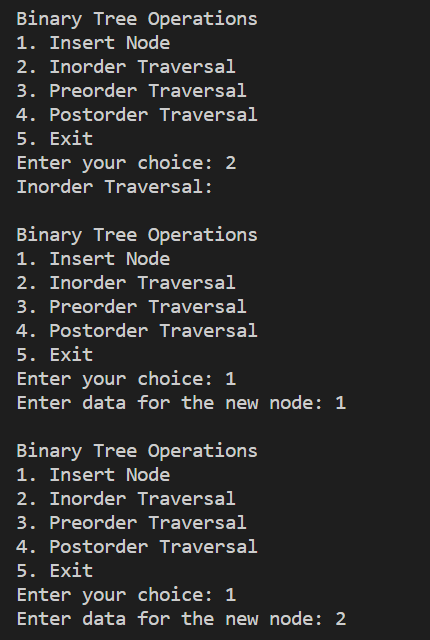 Binary Tree Operations
1. Insert Node
2. Inorder Traversal
3. Preorder Traversal
4. Postorder Traversal
5. Exit
Enter your choice: 2
Inorder Traversal:

Binary Tree Operations
1. Insert Node
2. Inorder Traversal
3. Preorder Traversal
4. Postorder Traversal
5. Exit
Enter your choice: 1
Enter data for the new node: 1

Binary Tree Operations
1. Insert Node
2. Inorder Traversal
3. Preorder Traversal
4. Postorder Traversal
5. Exit
Enter your choice: 1
Enter data for the new node: 2